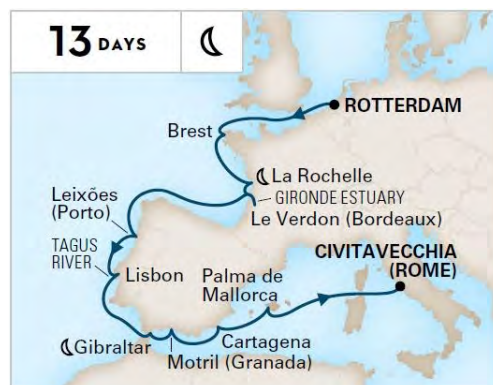 13 DAYS
ROTTERDAM
Brest
La Rochelle
GIRONDE ESTUARY
Le Verdon (Bordeaux)
Leixões
(Porto)
TAGUS
RIVER
Lisbon
CIVITAVECCHIA
(ROME)
Palma de
Mallorca
Gibraltar
Cartagena
Motril (Granada)